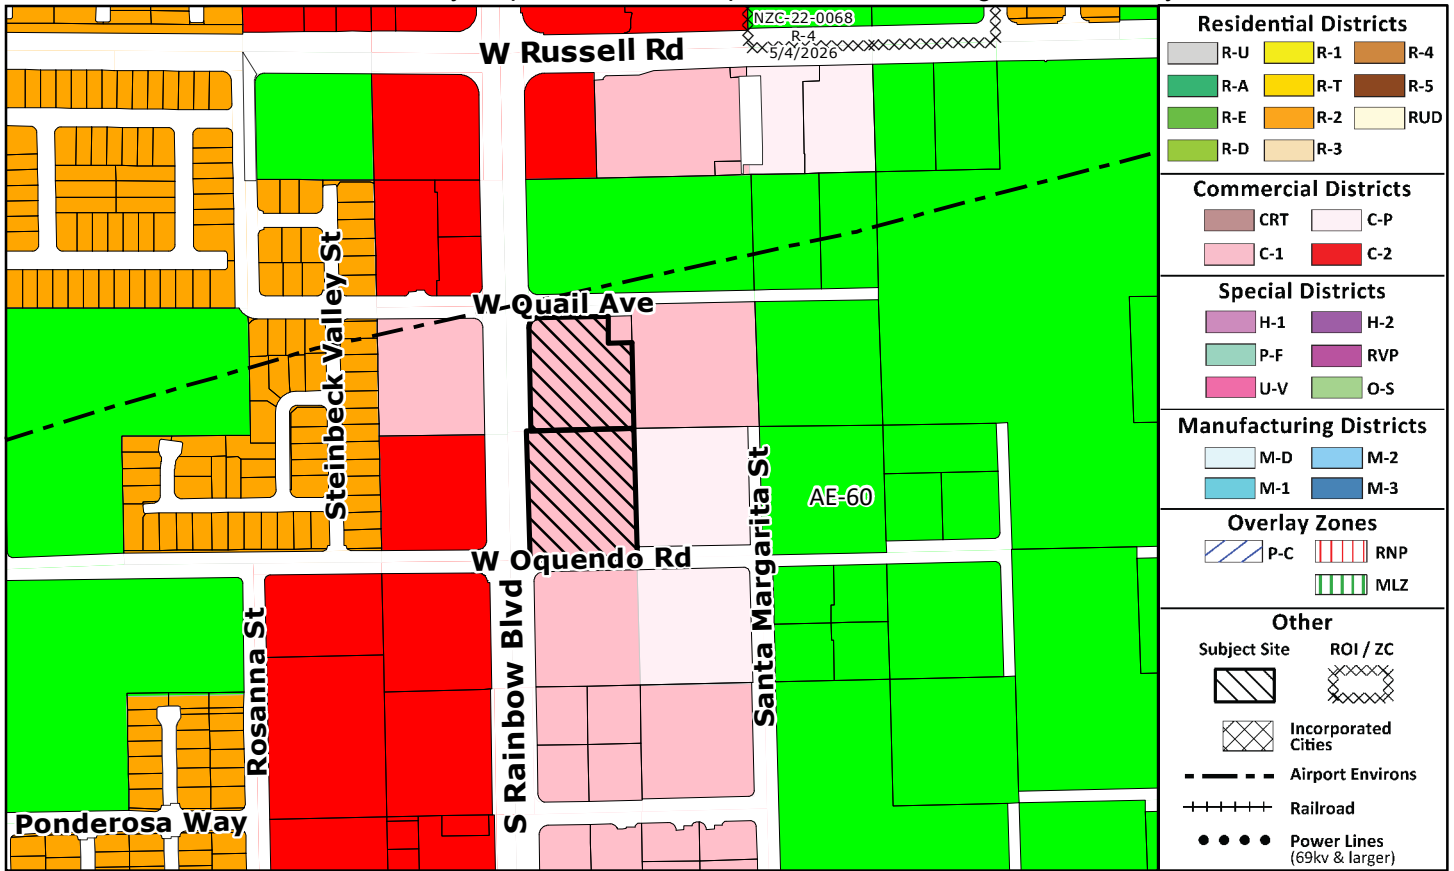 NZC-22-0068
R-4
5/4/2026
W Russell Rd
W Quail Ave
Steinbeck Valley St
AE-60
Santa Margarita St
W Oquendo Rd
S Rainbow Blvd
Rosanna St
Ponderosa Way
Residential Districts
R-U R-1 R-4
R-A R-T R-5
R-E R-2 RUD
R-D R-3
Commercial Districts
CRT C-P
C-1 C-2
Special Districts
H-1 H-2
P-F RVP
U-V O-S
Manufacturing Districts
M-D M-2
M-1 M-3
Overlay Zones
P-C RNP
MLZ
Other
Subject Site ROI / ZC
Incorporated
Cities
Airport Environs
Railroad
Power Lines
(69kv & larger)